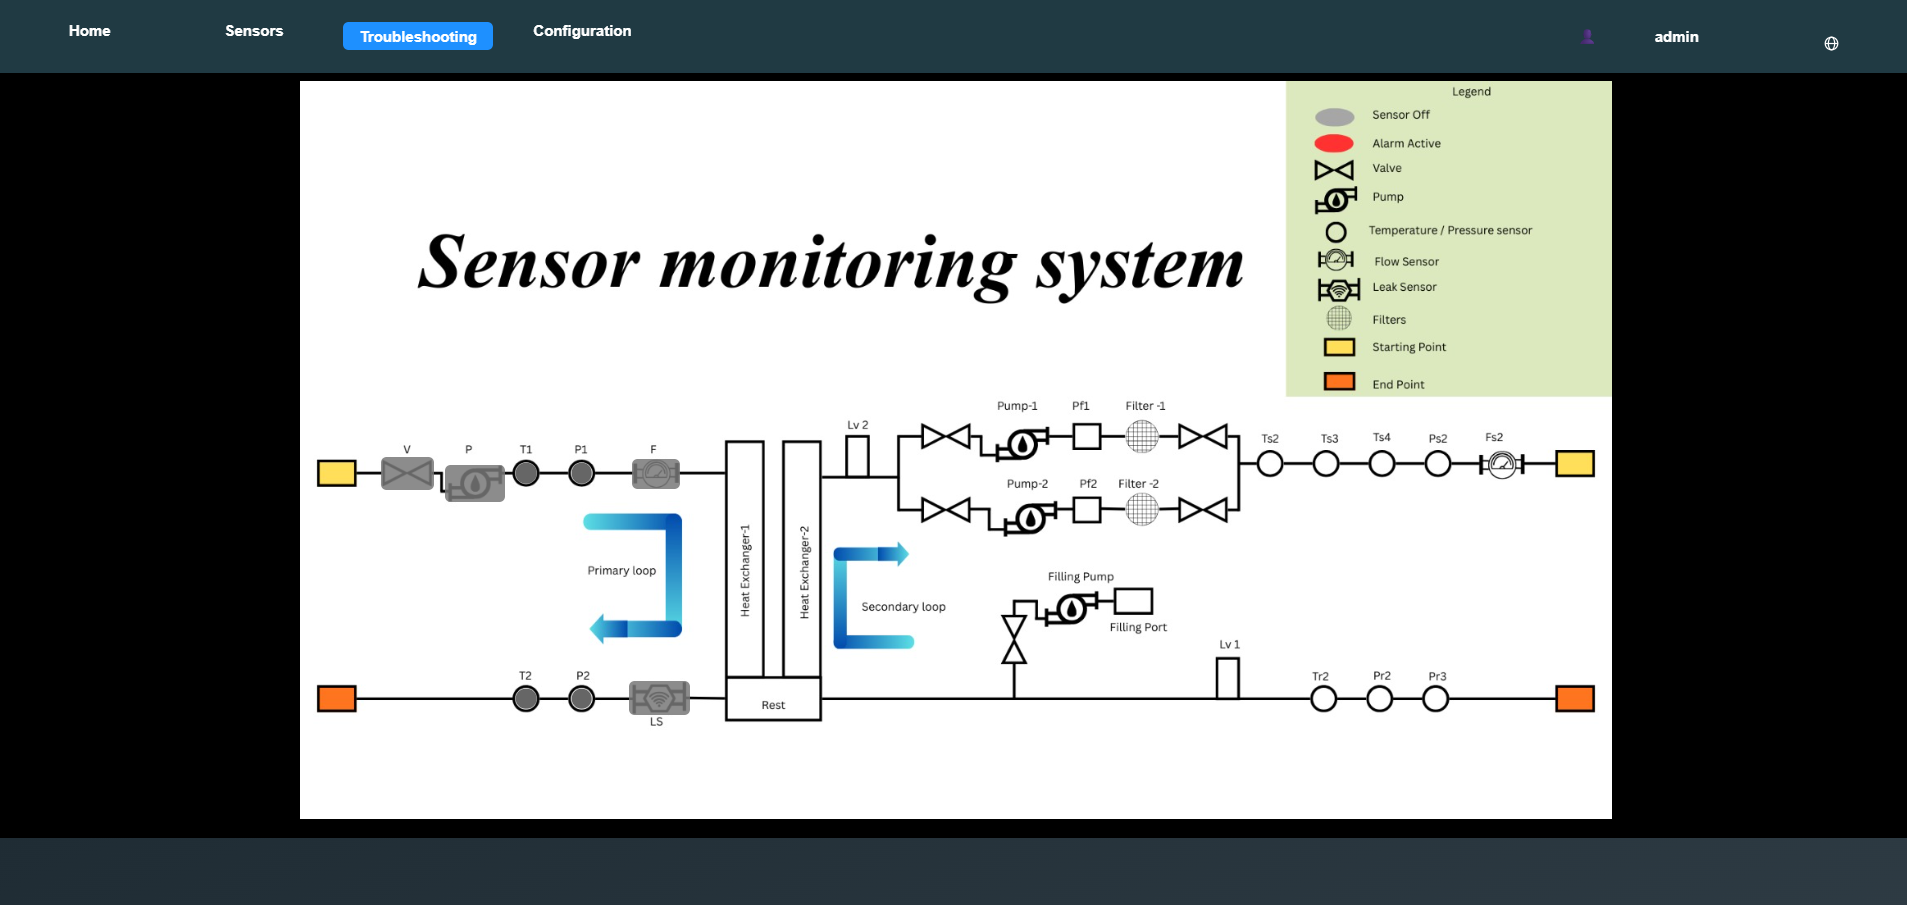 Home
Sensors
Troubleshooting
Configuration
admin
Legend
Sensor Off
Alarm Active
Valve
Pump
Temperature / Pressure sensor
Flow Sensor
Leak Sensor
Filters
Starting Point
End Point
Sensor monitoring system
V
P
T1
P1
F
Lv 2
Pump-1
Pf1
Filter -1
Ts2
Ts3
Ts4
Ps2
Fs2
Pump-2
Pf2
Filter -2
Heat Exchanger-1
Heat Exchanger-2
Primary loop
Secondary loop
Filling Pump
Filling Port
Lv 1
T2
P2
LS
Rest
Tr2
Pr2
Pr3